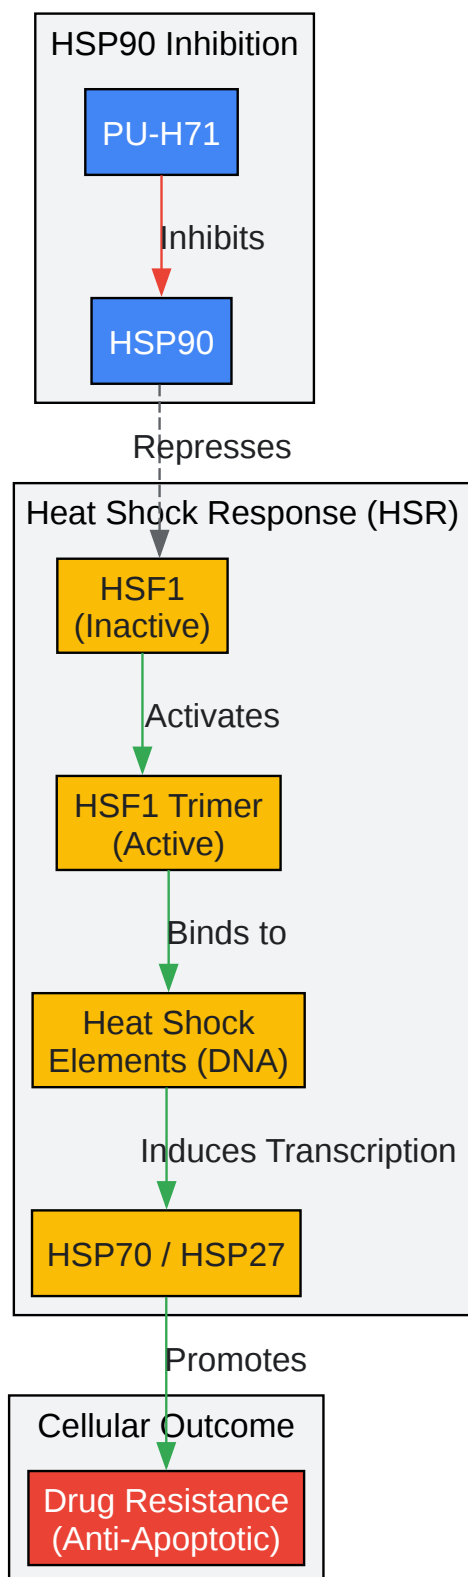 HSP90 Inhibition
PU-H71
Inhibits
HSP90
Represses
Heat Shock Response (HSR)
HSF1
(Inactive)
Activates
HSF1 Trimer
(Active)
Binds to
Heat Shock
Elements (DNA)
Induces Transcription
HSP70 / HSP27
Promotes
Cellular Outcome
Drug Resistance
(Anti-Apoptotic)